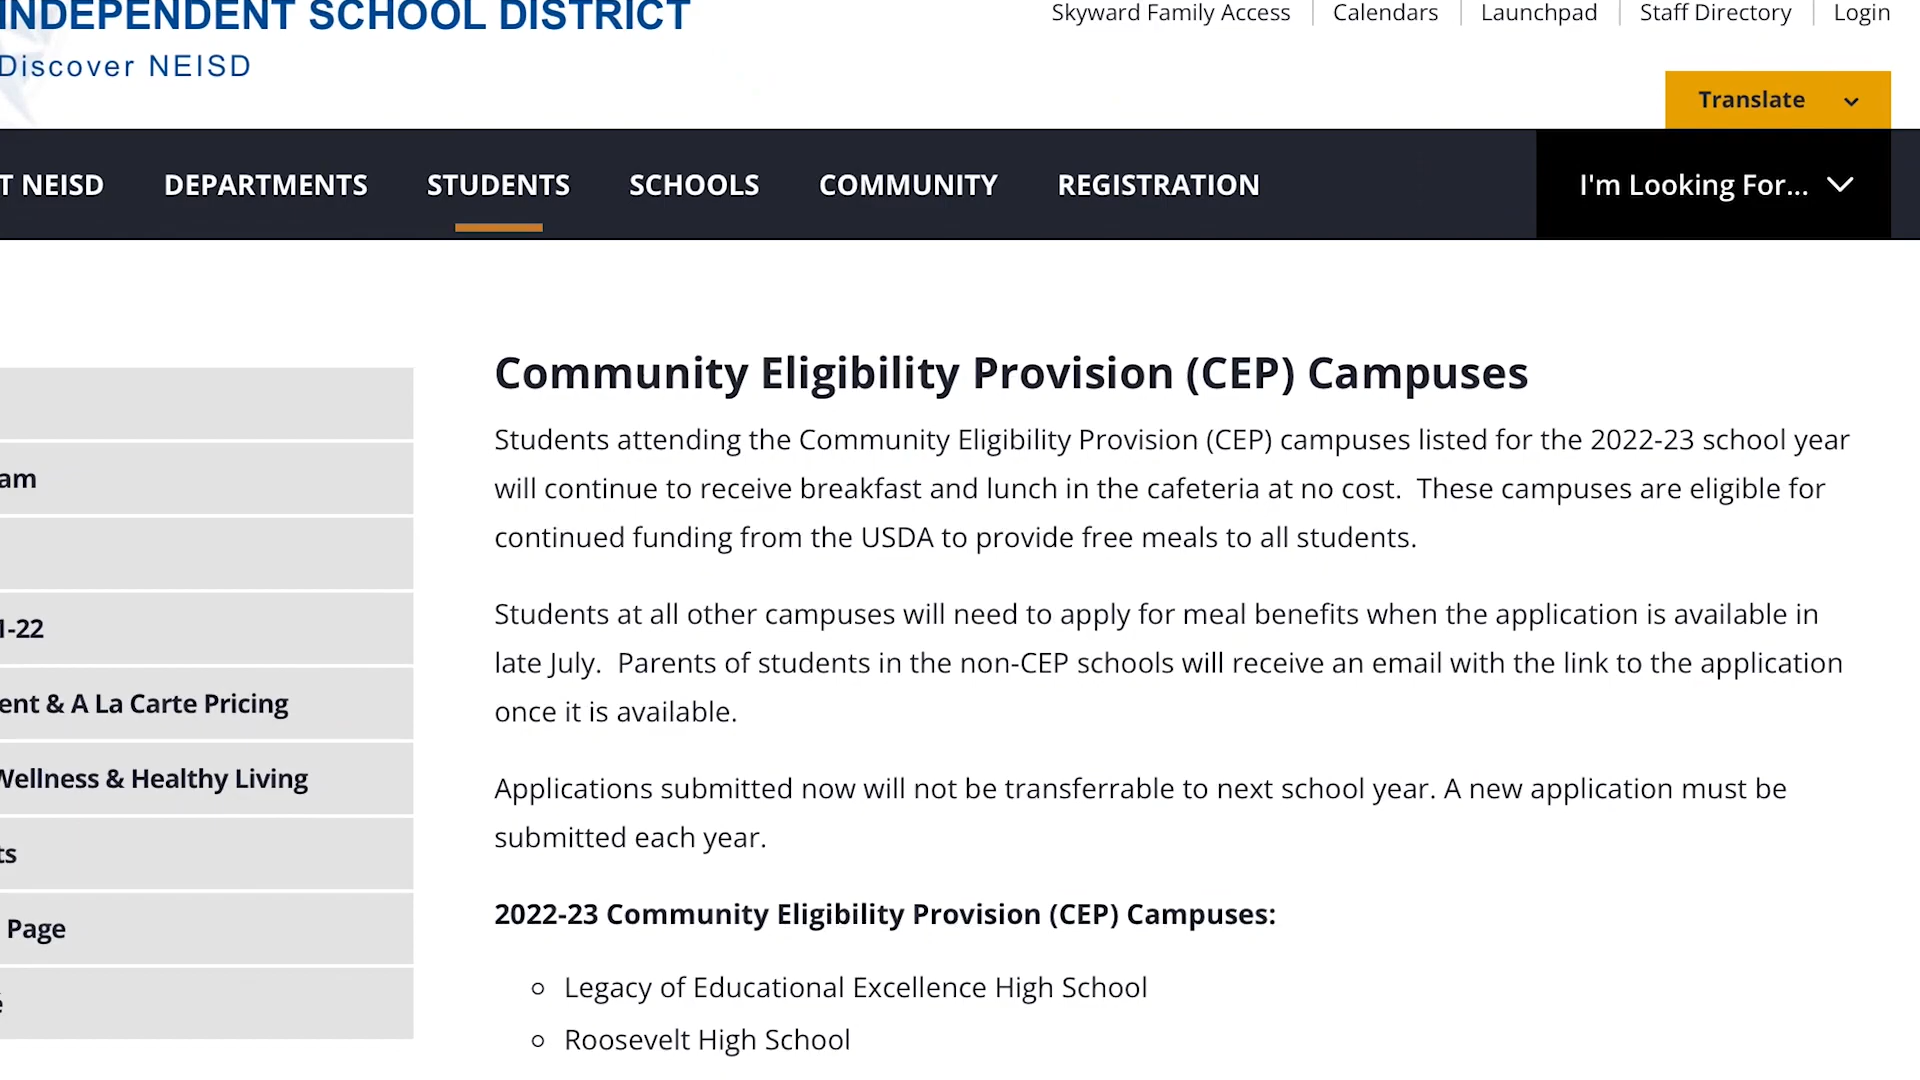 INDEPENDENT SCHOOL DISTRICT
Discover NEISD
Skyward Family Access
Calendars
Launchpad
Staff Directory
Login
Translate
T NEISD
DEPARTMENTS
STUDENTS
SCHOOLS
COMMUNITY
REGISTRATION
I'm Looking For...
am
1-22
ent & A La Carte Pricing
Wellness & Healthy Living
ts
Page
Community Eligibility Provision (CEP) Campuses
Students attending the Community Eligibility Provision (CEP) campuses listed for the 2022-23 school year
will continue to receive breakfast and lunch in the cafeteria at no cost. These campuses are eligible for
continued funding from the USDA to provide free meals to all students.
Students at all other campuses will need to apply for meal benefits when the application is available in
late July. Parents of students in the non-CEP schools will receive an email with the link to the application
once it is available.
Applications submitted now will not be transferrable to next school year. A new application must be
submitted each year.
2022-23 Community Eligibility Provision (CEP) Campuses:
Legacy of Educational Excellence High School
Roosevelt High School